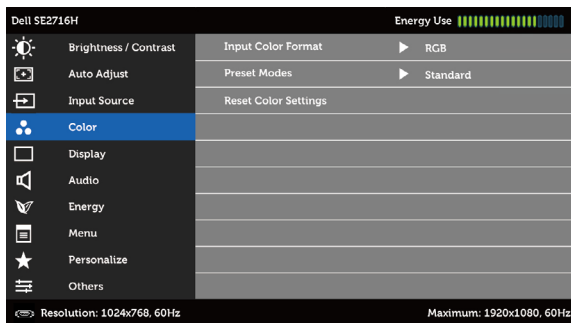 Dell SE2716H Energy Use
Brightness / Contrast Input Color Format RGB
Auto Adjust Preset Modes Standard
Input Source Reset Color Settings
Color
Display
Audio
Energy
Menu
Personalize
Others
Resolution: 1024x768, 60Hz Maximum: 1920x1080, 60Hz